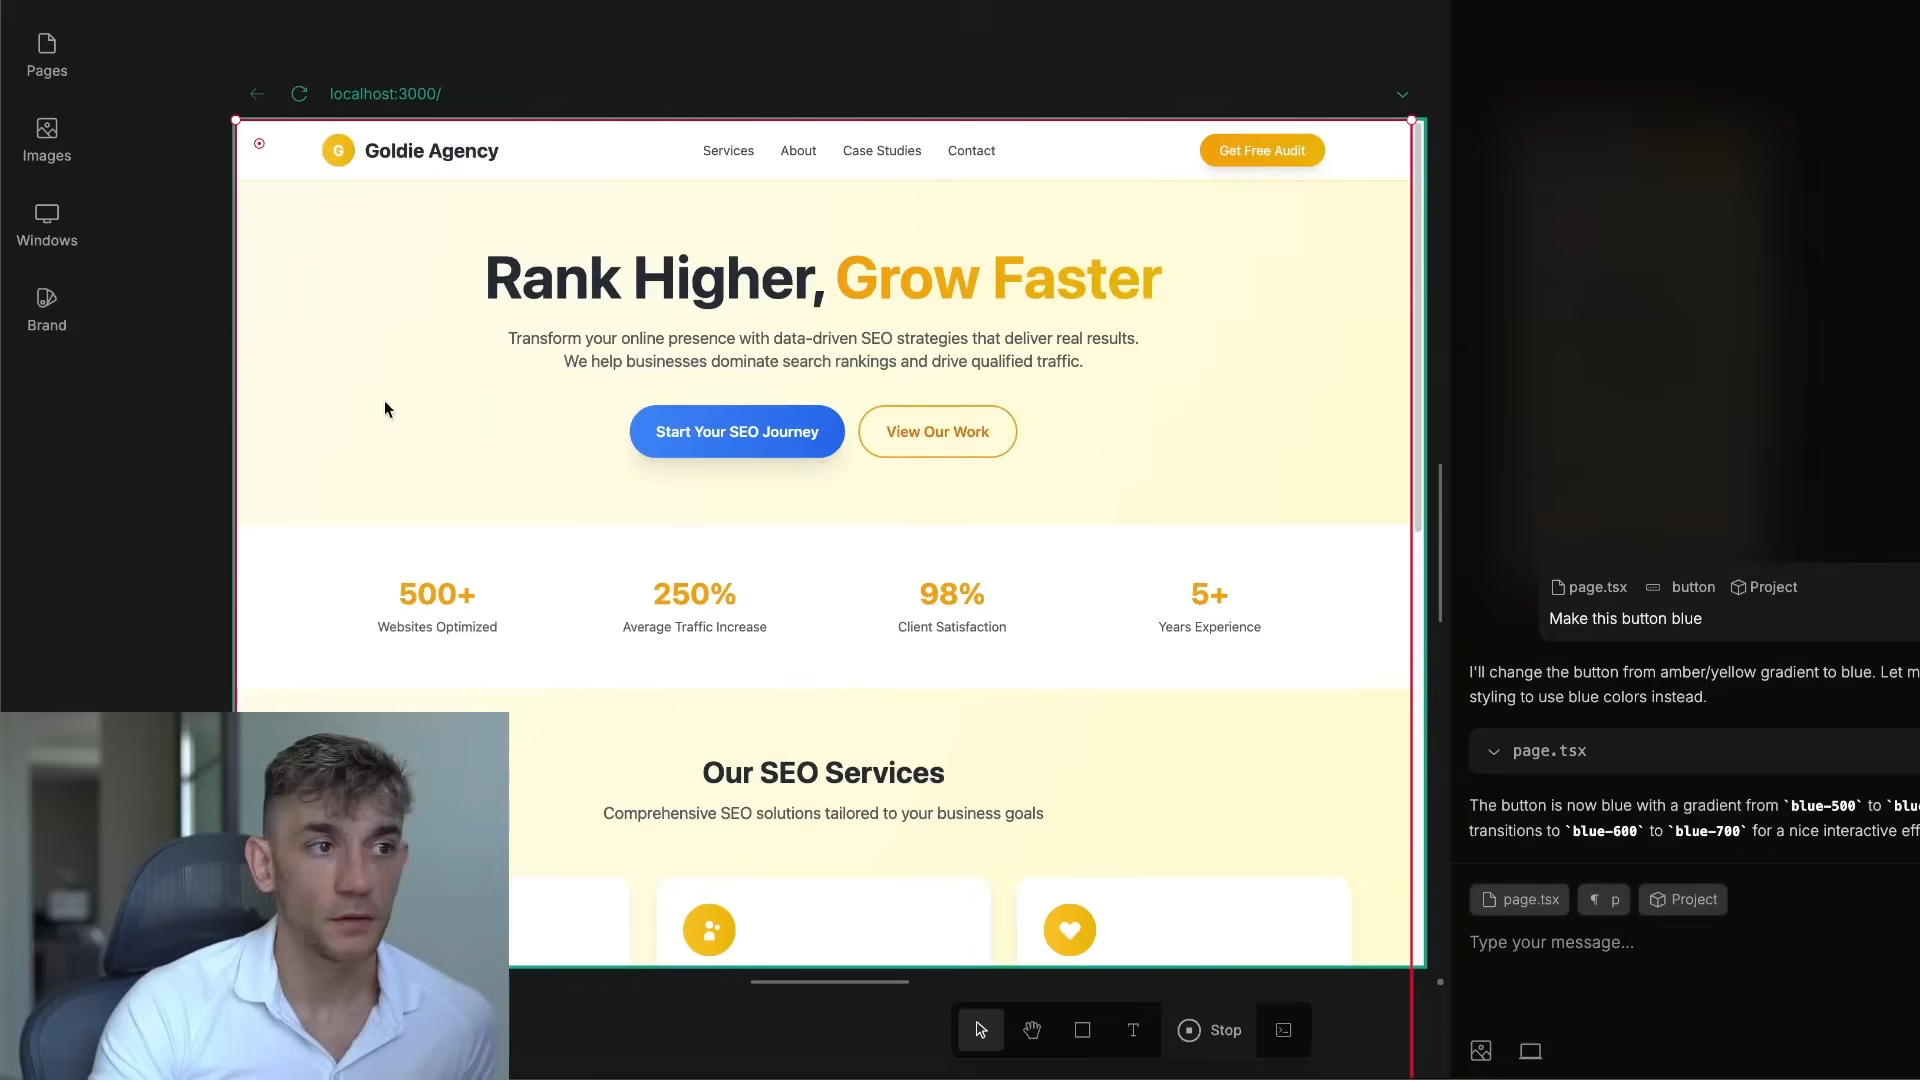 Pages
Images
Windows
Brand
localhost:3000/
G
Goldie Agency
Services
About
Case Studies
Contact
Get Free Audit
Rank Higher, Grow Faster
Transform your online presence with data-driven SEO strategies that deliver real results.
We help businesses dominate search rankings and drive qualified traffic.
Start Your SEO Journey
View Our Work
500+
Websites Optimized
250%
Average Traffic Increase
98%
Client Satisfaction
5+
Years Experience
Our SEO Services
Comprehensive SEO solutions tailored to your business goals
Stop
page.tsx button Project
Make this button blue
I'll change the button from amber/yellow gradient to blue. Let
styling to use blue colors instead.
page.tsx
The button is now blue with a gradient from `blue-500` to
transitions to `blue-600` to `blue-700` for a nice interactive
page.tsx
¶ p
Project
Type your message...